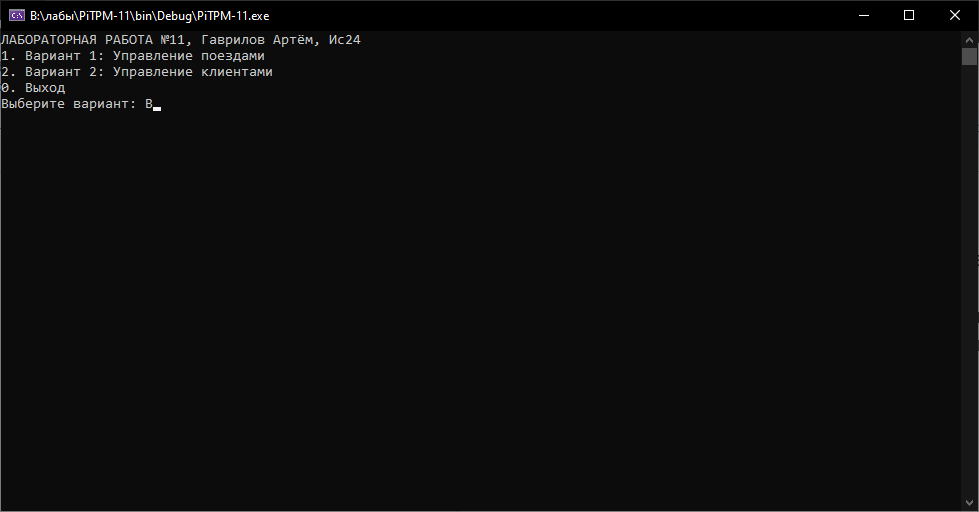 B:\лабы\PiTPM-11\bin\Debug\PiTPM-11.exe
ЛАБОРАТОРНАЯ РАБОТА №11, Гаврилов Артём, Ис24
1. Вариант 1: Управление поездами
2. Вариант 2: Управление клиентами
0. Выход
Выберите вариант: В